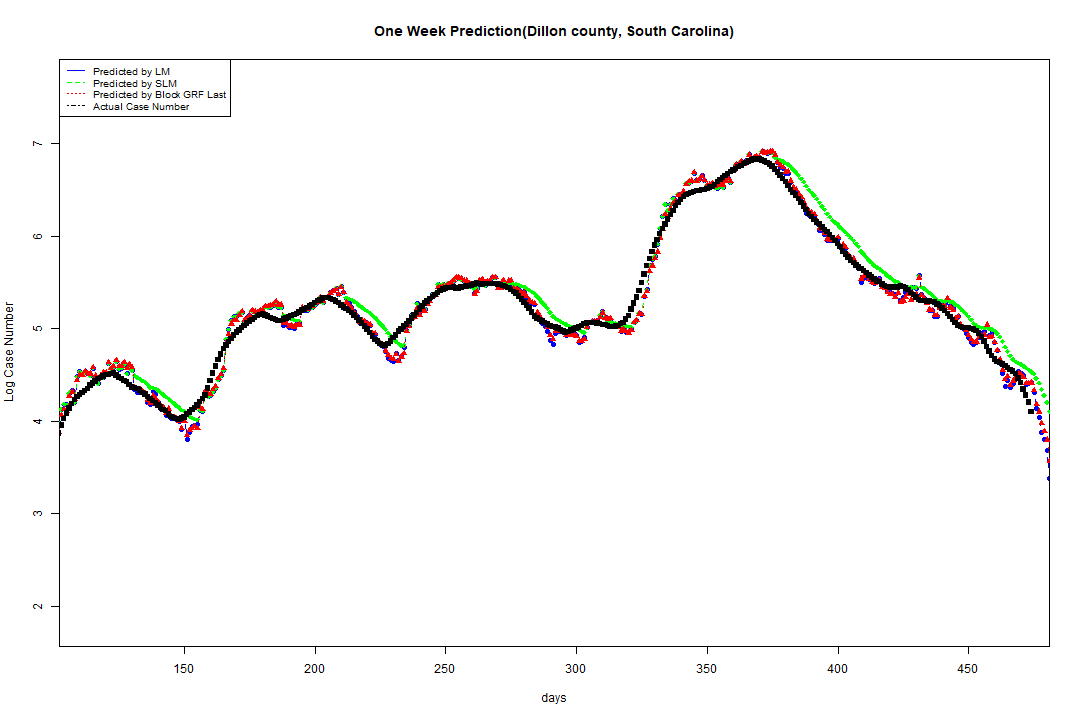 One Week Prediction(Dillon county, South Carolina)
Predicted by LM
Predicted by SLM
Predicted by Block GRF Last
Actual Case Number
7
6
5
4
3
2
Log Case Number
150 200 250 300 350 400 450
days